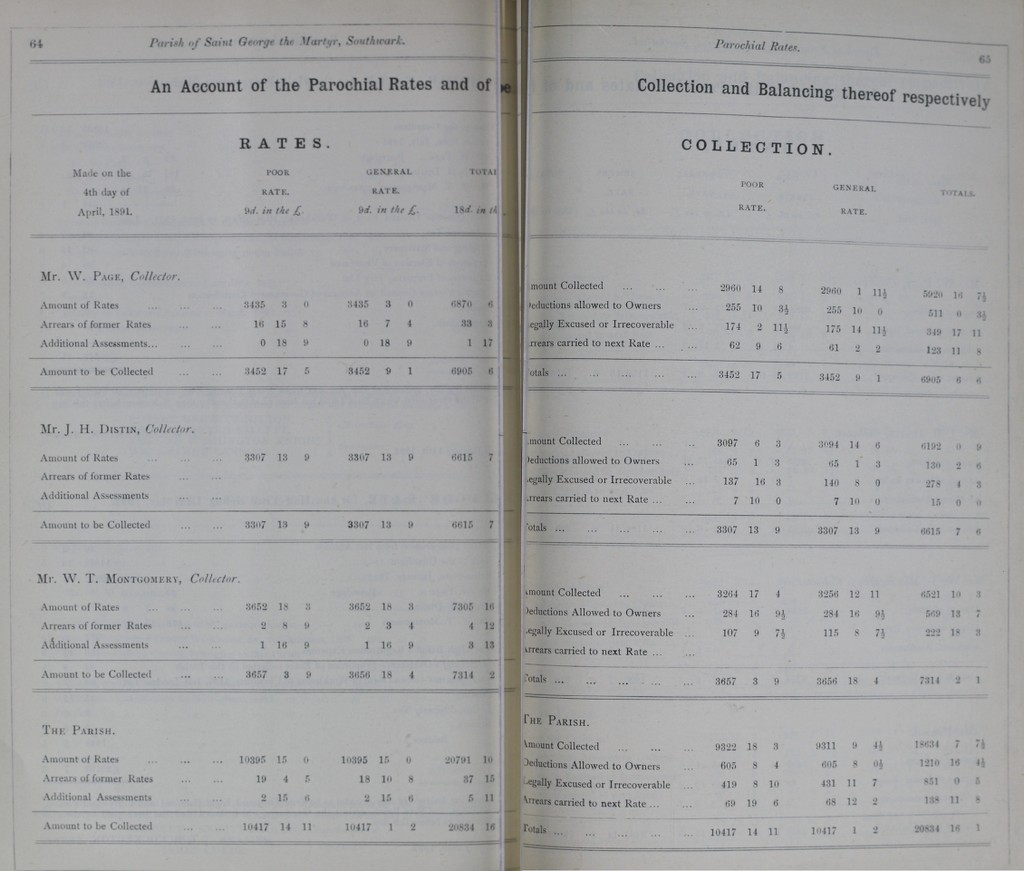 64 Parish of Saint George the Martyr, Southwark.
An Account of the Parochial Rates and of
RATES.
Made on the POOR GENERAL TOTAL
4th day of RATE. RATE.
April, 1891. 9d. in the £. 9d. in the £. 18d. in th
Mr. W. PAGE, Collector.
Amount of Rates ... ... ... 3435 3 0 3435 3 0 6870 6
Arrears of former Rates ... ... 16 15 8 16 7 4 33 3
Additional Assessments... ... ... 0 18 9 0 18 9 1 17
Amount to be Collected ... ... 3452 17 5 3452 9 1 6905 6
Mr. J. H. DISTIN, Collector.
Amount of Rates ... ... ... 3307 13 9 3307 13 9 6615 7
Arrears of former Rates
Additional Assessments ... ...
Amount to be Collected ... ... 3307 13 9 3307 13 9 6615 7
Mr. W. T. MONTGOMERY, Collector.
Amount of Rates ... ... ... 3652 18 3 3652 18 3 7305 16
Arrears of former Rates ... ... 2 8 9 2 3 4 4 12
Additional Assessments ... ... 1 16 9 1 16 9 3 13
Amount to be Collected ... ... 3657 3 9 3656 18 4 7314 2
THE PARISH.
Amount of Rates ... ... ... 10395 15 0 10395 15 0 20791 10
Arrears of former Rates ... ... 19 4 5 18 10 8 37 15
Additional Assessments ... ... 2 15 6 2 15 6 5 11
Amount to be Collected ... ... 10417 14 11 10417 1 2 20834 16
Parochial Rates. 65
Collection and Balancing thereof respectively
COLLECTION.
POOR GENERAL TOTALS.
RATE. RATE.
mount Collected ... ... ... 2960 14 8 2960 1 11½ 5920 16 7½
eductions allowed to Owners ... 255 10 3½ 255 10 0 511 0 3½
egally Excused or Irrecoverable ... 174 2 11½ 175 14 11½ 349 17 11
rrears carried to next Rate ... ... 62 9 6 61 2 2 123 11 8
otals ... ... ... ... ... 3452 17 5 3452 9 1 6905 6 6
mount Collected ... ... ... 3097 6 3 3094 14 6 6192 0 9
eductions allowed to Owners ... 65 1 3 65 1 3 130 2 6
egally Excused or Irrecoverable ... 137 16 3 140 8 0 278 4 3
rrears carried to next Rate ... ... 7 10 0 7 10 0 15 0 0
otals ... ... ... ... ... 3307 13 9 3307 13 9 6615 7 6
mount Collected ... ... ... 3264 17 4 3256 12 11 6521 10 3
eductions Allowed to Owners ... 284 16 9½ 284 16 9½ 569 13 7
egally Excused or Irrecoverable ... 107 9 7½ 115 8 7½ 222 18 3
rrears carried to next Rate ... ...
otals ... ... ... ... ... 3657 3 9 3656 18 4 7314 2 1
THE PARISH.
Amount Collected ... ... ... 9322 18 3 9311 9 4½ 18634 7 7½
Deductions Allowed to Owners ... 605 8 4 605 8 0½ 1210 16 4½
Legally Excused or Irrecoverable ... 419 8 10 431 11 7 851 0 5
Arrears carried to next Rate ... ... 69 19 6 68 12 2 138 11 8
Totals ... ... ... ... ... 10417 14 11 10417 1 2 20834 16 1